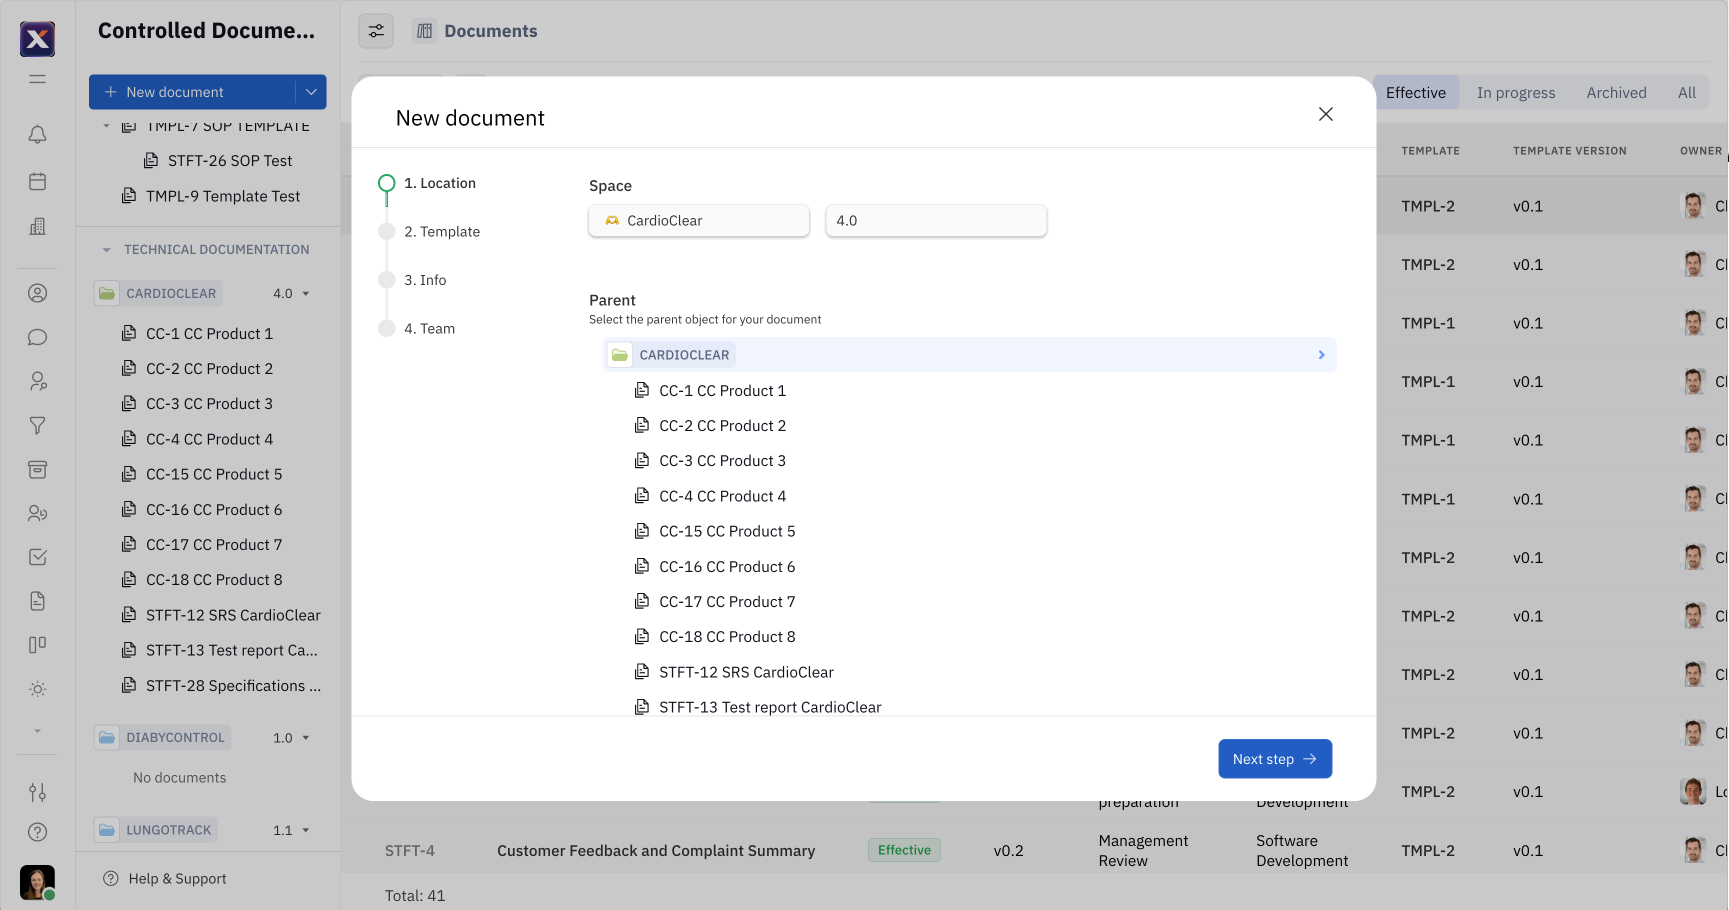 Controlled Docume...
Documents
New document
Effective
In progress
Archived
All
TMPL-7 SOP TEMPLATE
STFT-26 SOP Test
TMPL-9 Template Test
TECHNICAL DOCUMENTATION
CARDIOCLEAR
4.0
CC-1 CC Product 1
CC-2 CC Product 2
CC-3 CC Product 3
CC-4 CC Product 4
CC-15 CC Product 5
CC-16 CC Product 6
CC-17 CC Product 7
CC-18 CC Product 8
STFT-12 SRS CardioClear
STFT-13 Test report Ca...
STFT-28 Specifications ...
DIABYCONTROL
1.0
No documents
LUNGOTRACK
1.1
Help & Support
New document
1. Location
2. Template
3. Info
4. Team
Space
CardioClear
4.0
Parent
Select the parent object for your document
CARDIOCLEAR
CC-1 CC Product 1
CC-2 CC Product 2
CC-3 CC Product 3
CC-4 CC Product 4
CC-15 CC Product 5
CC-16 CC Product 6
CC-17 CC Product 7
CC-18 CC Product 8
STFT-12 SRS CardioClear
STFT-13 Test report CardioClear
Next step
TEMPLATE TEMPLATE VERSION OWNER
TMPL-2 v0.1
TMPL-2 v0.1
TMPL-1 v0.1
TMPL-1 v0.1
TMPL-1 v0.1
TMPL-1 v0.1
TMPL-2 v0.1
TMPL-2 v0.1
TMPL-2 v0.1
TMPL-2 v0.1
preparation Development TMPL-2 v0.1
STFT-4 Customer Feedback and Complaint Summary Effective v0.2 Management Review Software Development TMPL-2 v0.1
Total: 41